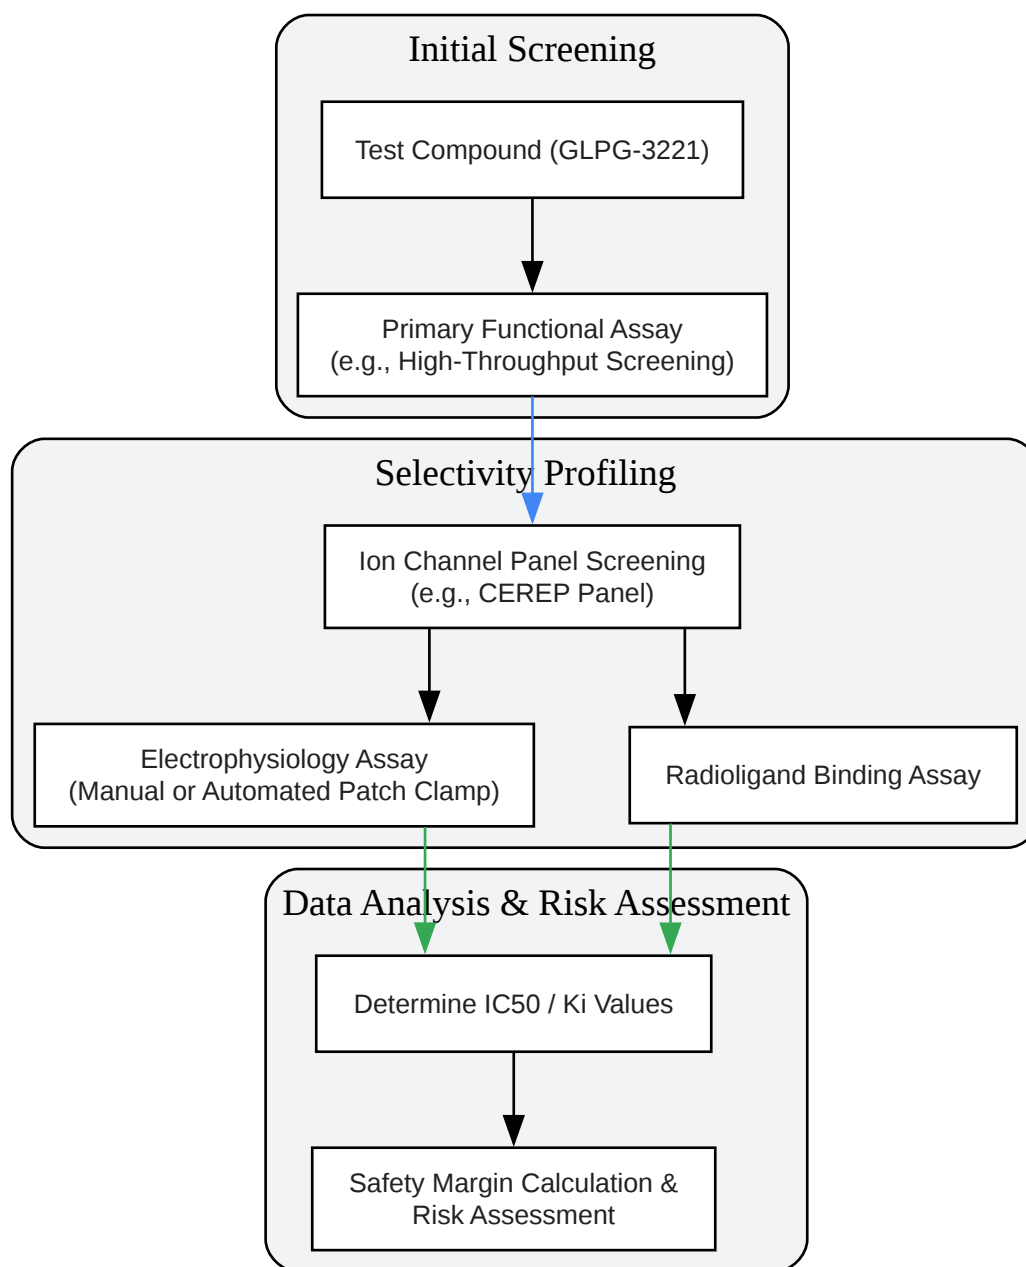 Initial Screening
Test Compound (GLPG-3221)
Primary Functional Assay
(e.g., High-Throughput Screening)
Selectivity Profiling
Ion Channel Panel Screening
(e.g., CEREP Panel)
Electrophysiology Assay
(Manual or Automated Patch Clamp)
Radioligand Binding Assay
Data Analysis & Risk Assessment
Determine IC50 / Ki Values
Safety Margin Calculation &
Risk Assessment